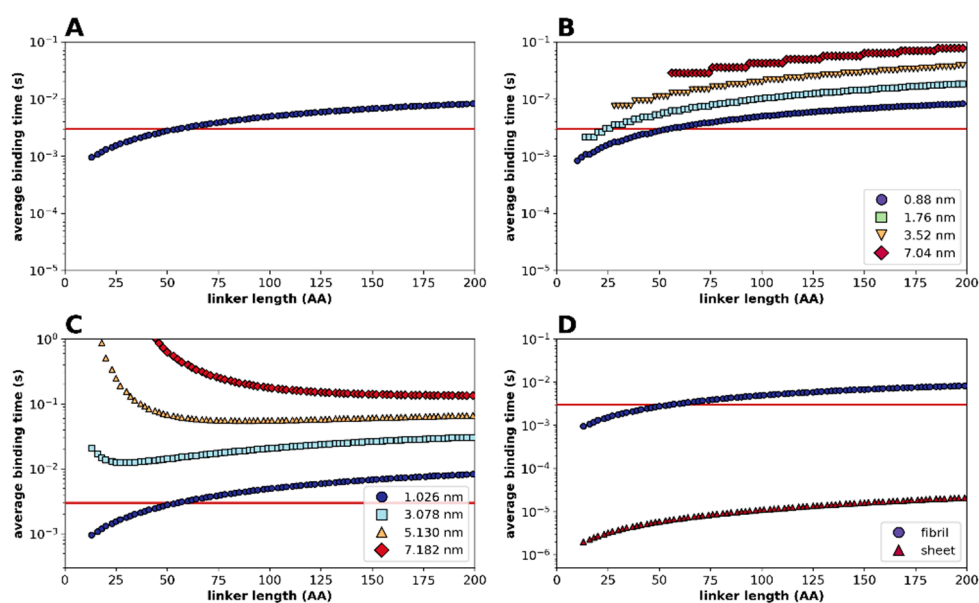 A
average binding time (s)
10⁻¹
10⁻²
10⁻³
10⁻⁴
10⁻⁵
0 25 50 75 100 125 150 175 200
linker length (AA)
B
average binding time (s)
10⁻¹
10⁻²
10⁻³
10⁻⁴
10⁻⁵
0.88 nm
1.76 nm
3.52 nm
7.04 nm
0 25 50 75 100 125 150 175 200
linker length (AA)
C
average binding time (s)
10⁰
10⁻¹
10⁻²
10⁻³
1.026 nm
3.078 nm
5.130 nm
7.182 nm
0 25 50 75 100 125 150 175 200
linker length (AA)
D
average binding time (s)
10⁻¹
10⁻²
10⁻³
10⁻⁴
10⁻⁵
10⁻⁶
fibril
sheet
0 25 50 75 100 125 150 175 200
linker length (AA)